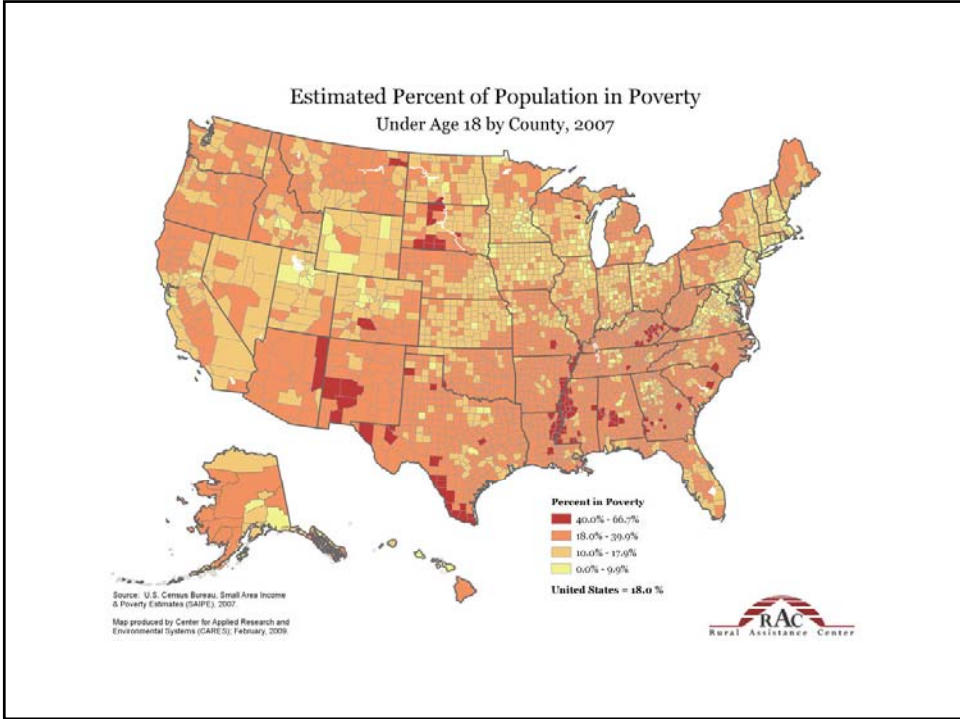 Estimated Percent of Population in Poverty
Under Age 18 by County, 2007
Percent in Poverty
40.0% - 66.7%
18.0% - 39.9%
10.0% - 17.9%
0.0% - 9.9%
United States = 18.0 %
Source: U.S. Census Bureau, Small Area Income
& Poverty Estimates (SAIPE), 2007.
Map produced by Center for Applied Research and
Environmental Systems (CARES); February, 2009.
RAC
Rural Assistance Center